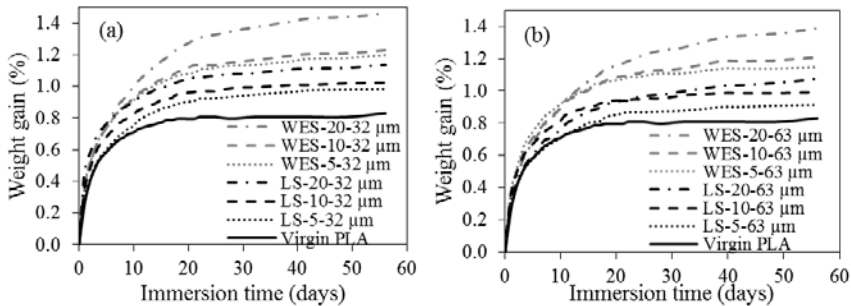 (a)
Weight gain (%)
1.4
1.2
1.0
0.8
0.6
0.4
0.2
0.0
WES-20-32 µm
WES-10-32 µm
WES-5-32 µm
LS-20-32 µm
LS-10-32 µm
LS-5-32 µm
Virgin PLA
0 10 20 30 40 50 60
Immersion time (days)
(b)
Weight gain (%)
1.4
1.2
1.0
0.8
0.6
0.4
0.2
0.0
WES-20-63 µm
WES-10-63 µm
WES-5-63 µm
LS-20-63 µm
LS-10-63 µm
LS-5-63 µm
Virgin PLA
0 10 20 30 40 50 60
Immersion time (days)